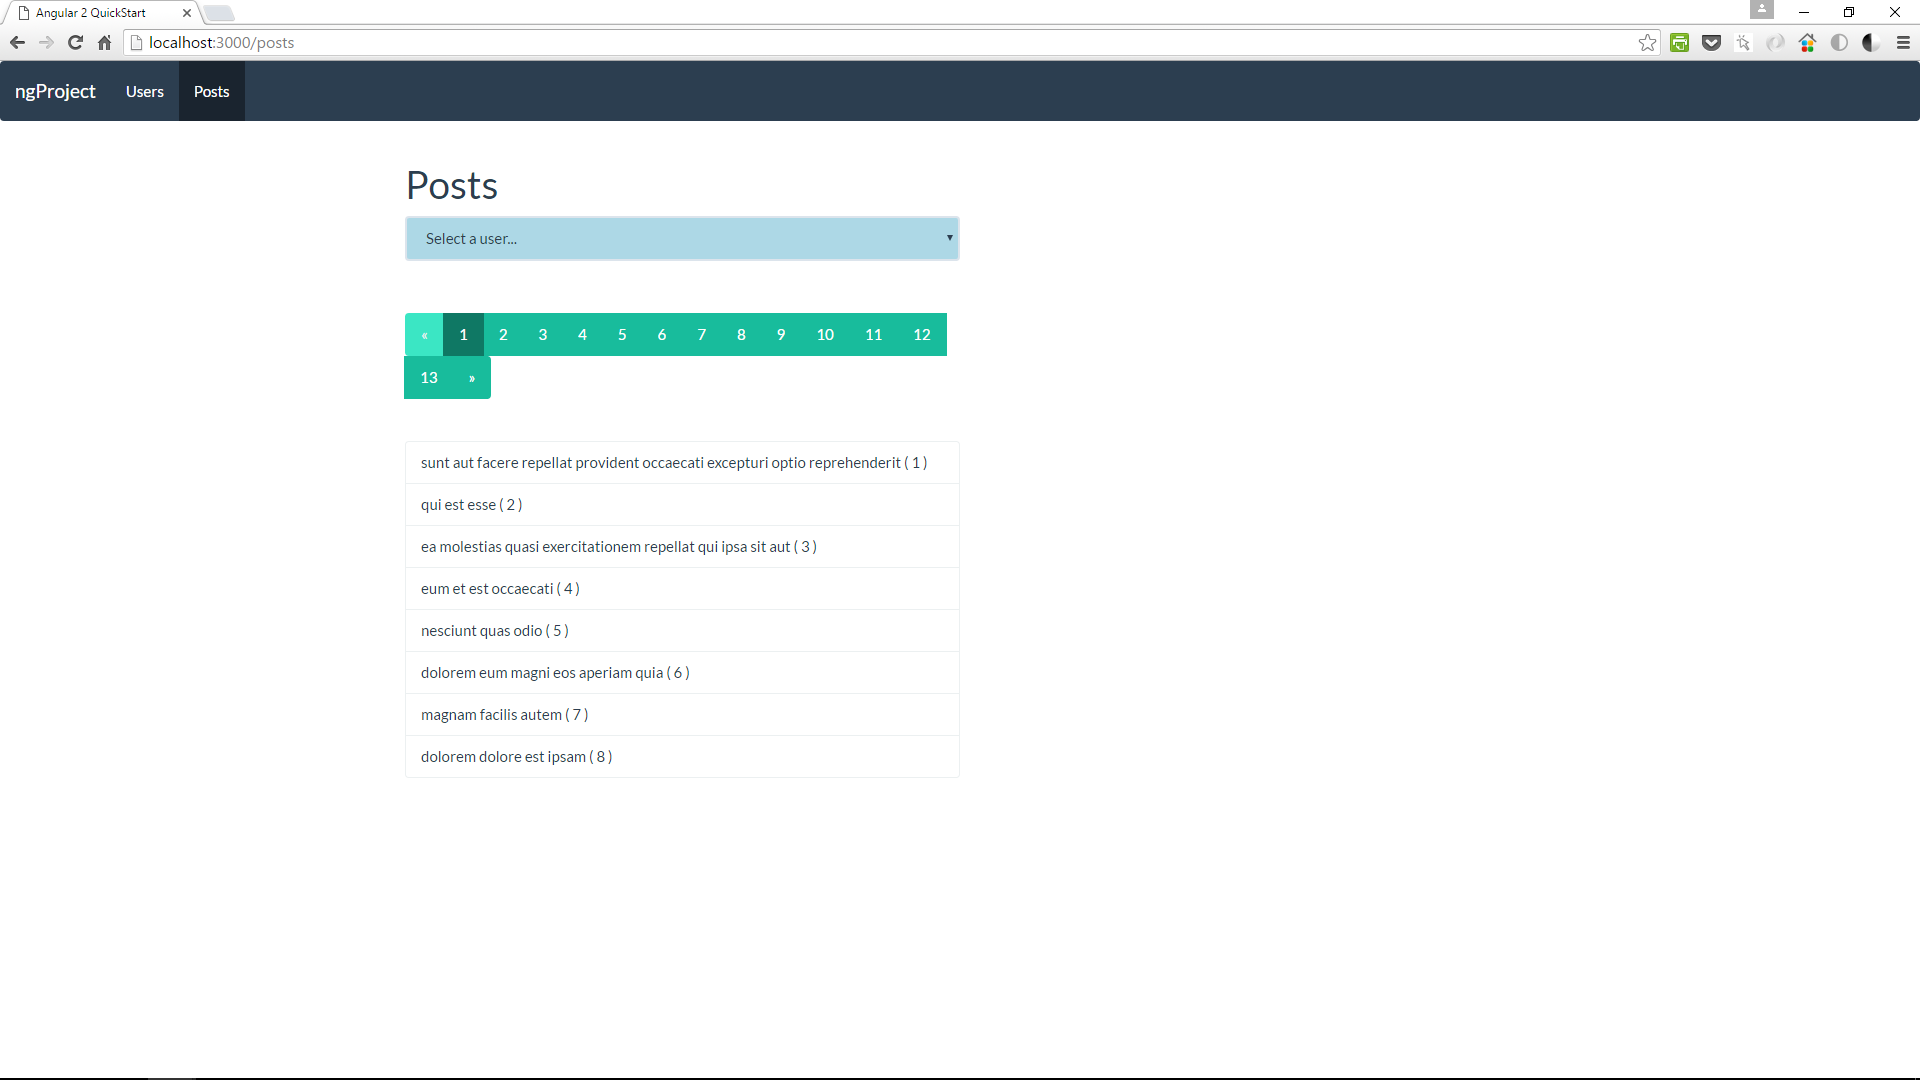 Angular 2 QuickStart
localhost:3000/posts
ngProject Users Posts
Posts
Select a user...
« 1 2 3 4 5 6 7 8 9 10 11 12
13 »
sunt aut facere repellat provident occaecati excepturi optio reprehenderit ( 1 )
qui est esse ( 2 )
ea molestias quasi exercitationem repellat qui ipsa sit aut ( 3 )
eum et est occaecati ( 4 )
nesciunt quas odio ( 5 )
dolorem eum magni eos aperiam quia ( 6 )
magnam facilis autem ( 7 )
dolorem dolore est ipsam ( 8 )